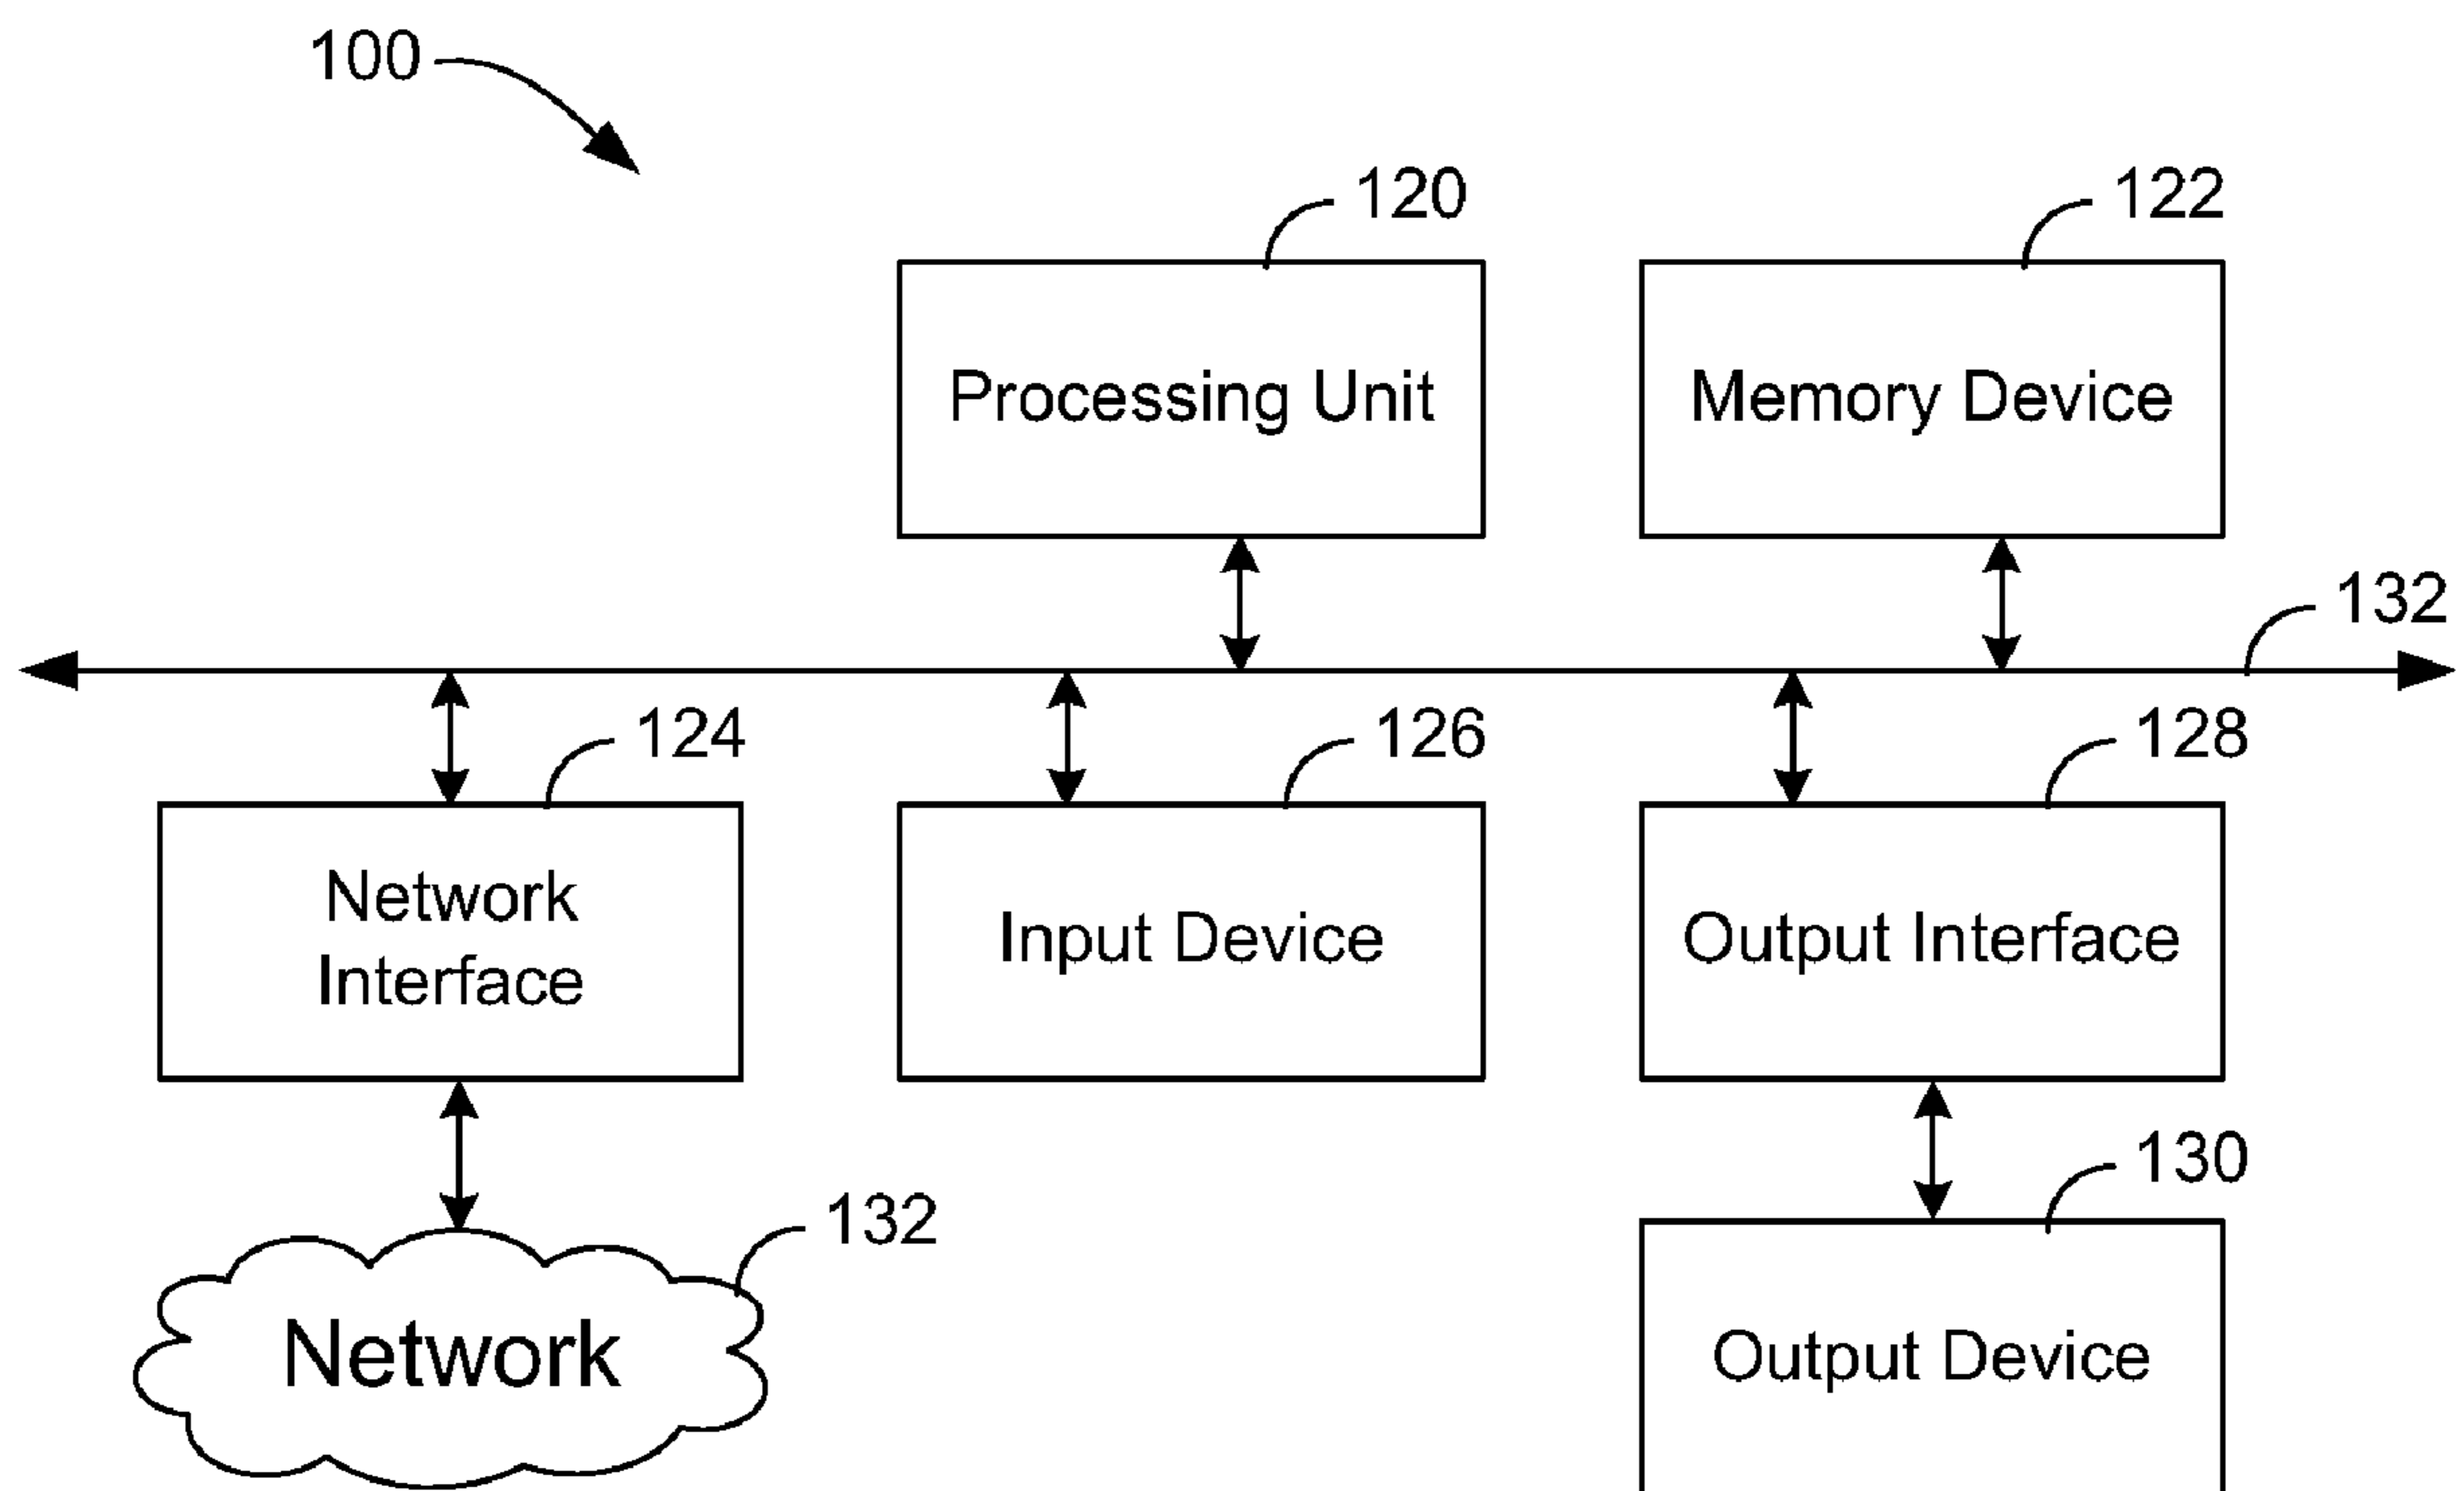 100
120
122
Processing Unit
Memory Device
132
124
126
128
Network
Interface
Input Device
Output Interface
130
132
Network
Output Device